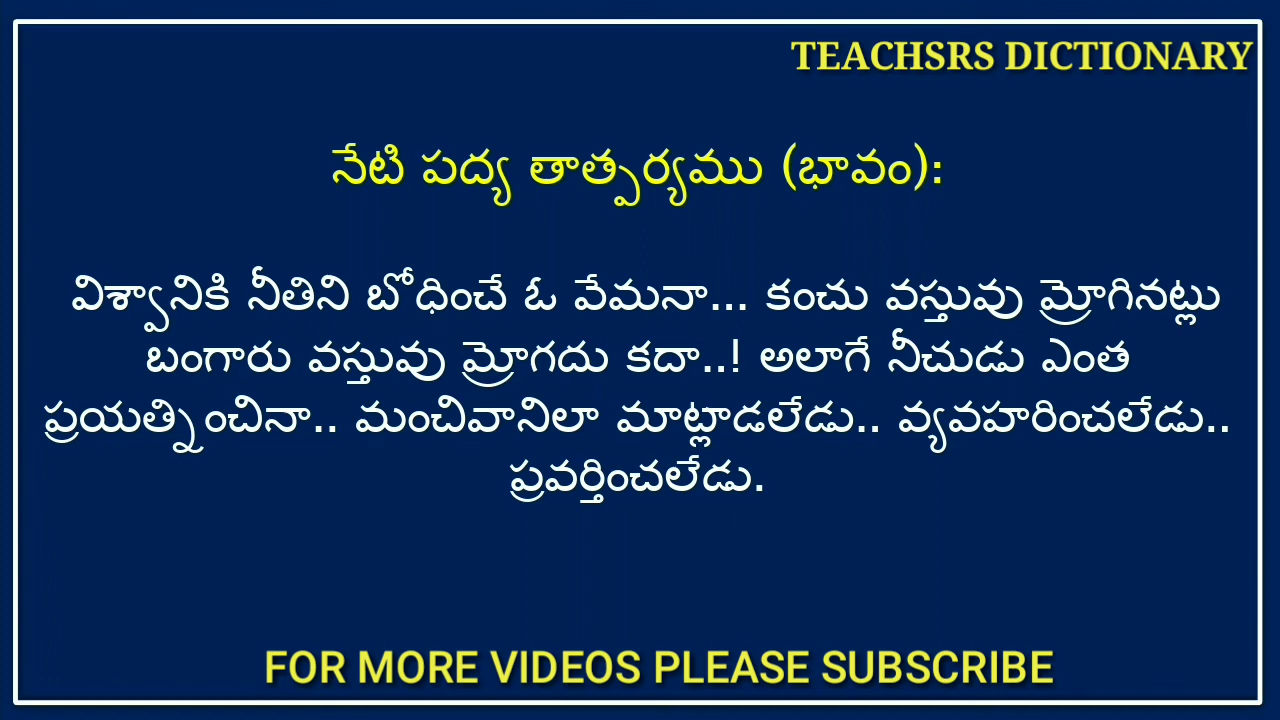 TEACHSRS DICTIONARY
నేటి పద్య తాత్పర్యము (భావం):
విశ్వానికి నీతిని బోధించే ఓ వేమనా... కంచు వస్తువు మ్రోగినట్లు
బంగారు వస్తువు మ్రోగదు కదా..! అలాగే నీచుడు ఎంత
ప్రయత్నించినా.. మంచివానిలా మాట్లాడలేడు.. వ్యవహరించలేడు..
ప్రవర్తించలేడు.
FOR MORE VIDEOS PLEASE SUBSCRIBE